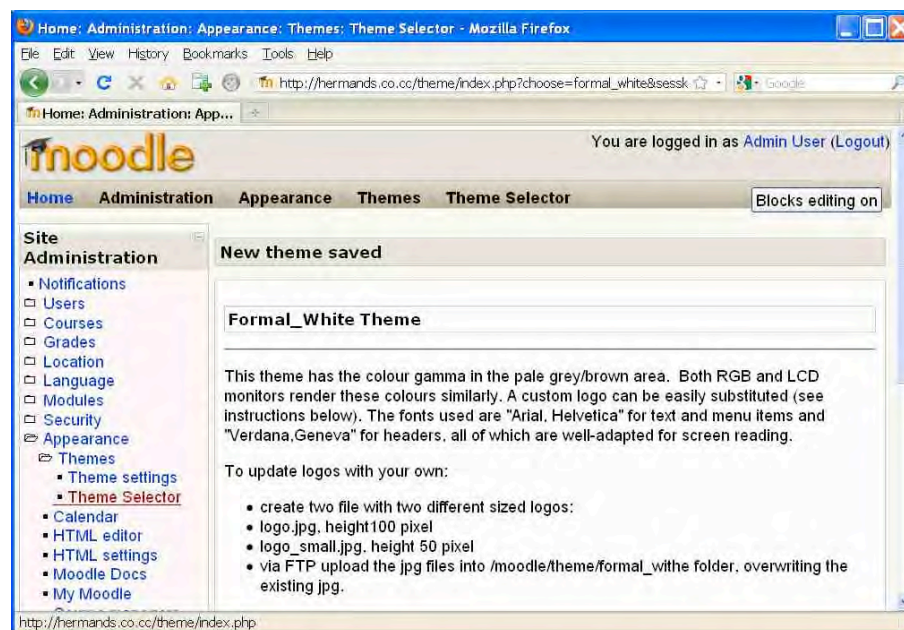 Home: Administration: Appearance: Themes: Theme Selector - Mozilla Firefox
File Edit View History Bookmarks Tools Help
http://hermands.co.cc/theme/index.php?choose=formal_white&sessk
Google
Home: Administration: App...
moodle
You are logged in as Admin User (Logout)
Home Administration Appearance Themes Theme Selector
Blocks editing on
Site
Administration
Notifications
Users
Courses
Grades
Location
Language
Modules
Security
Appearance
Themes
Theme settings
Theme Selector
Calendar
HTML editor
HTML settings
Moodle Docs
My Moodle
New theme saved
Formal_White Theme
This theme has the colour gamma in the pale grey/brown area. Both RGB and LCD
monitors render these colours similarly. A custom logo can be easily substituted (see
instructions below). The fonts used are "Arial, Helvetica" for text and menu items and
"Verdana,Geneva" for headers, all of which are well-adapted for screen reading.
To update logos with your own:
• create two file with two different sized logos:
• logo.jpg, height100 pixel
• logo_small.jpg, height 50 pixel
• via FTP upload the jpg files into /moodle/theme/formal_withe folder, overwriting the
existing jpg.
http://hermands.co.cc/theme/index.php